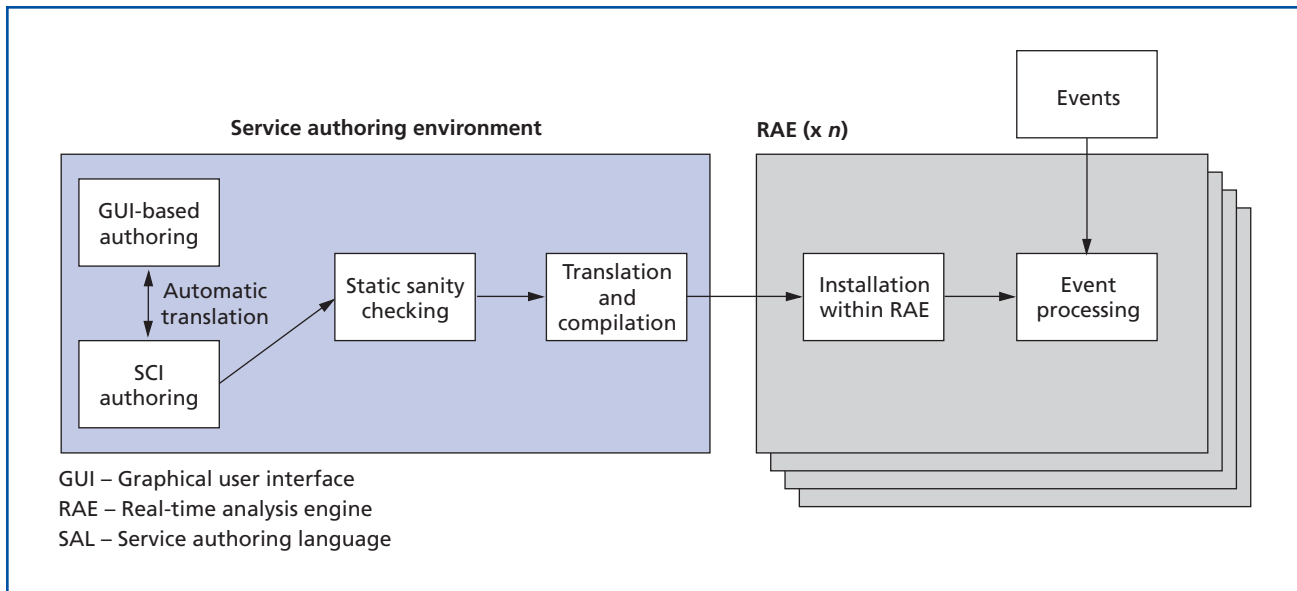 Events
Service authoring environment
RAE (x n)
GUI-based
authoring
Automatic
translation
SCI
authoring
Static sanity
checking
Translation
and
compilation
Installation
within RAE
Event
processing
GUI – Graphical user interface
RAE – Real-time analysis engine
SAL – Service authoring language